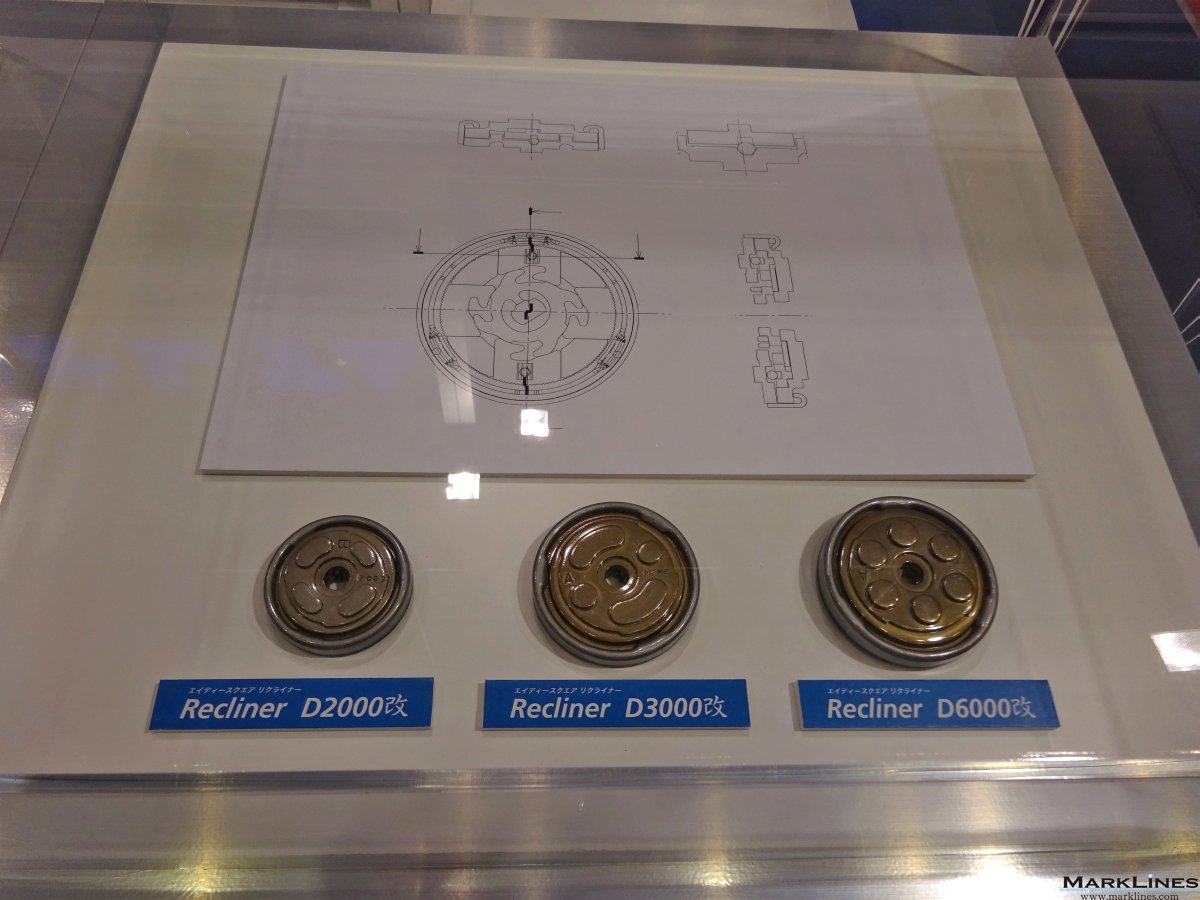 エイディースクエア リクライナー
Recliner D2000改
エイディースクエア リクライナー
Recliner D3000改
エイディースクエア リクライナー
Recliner D6000改
A
MARKLINES
www.marklines.com